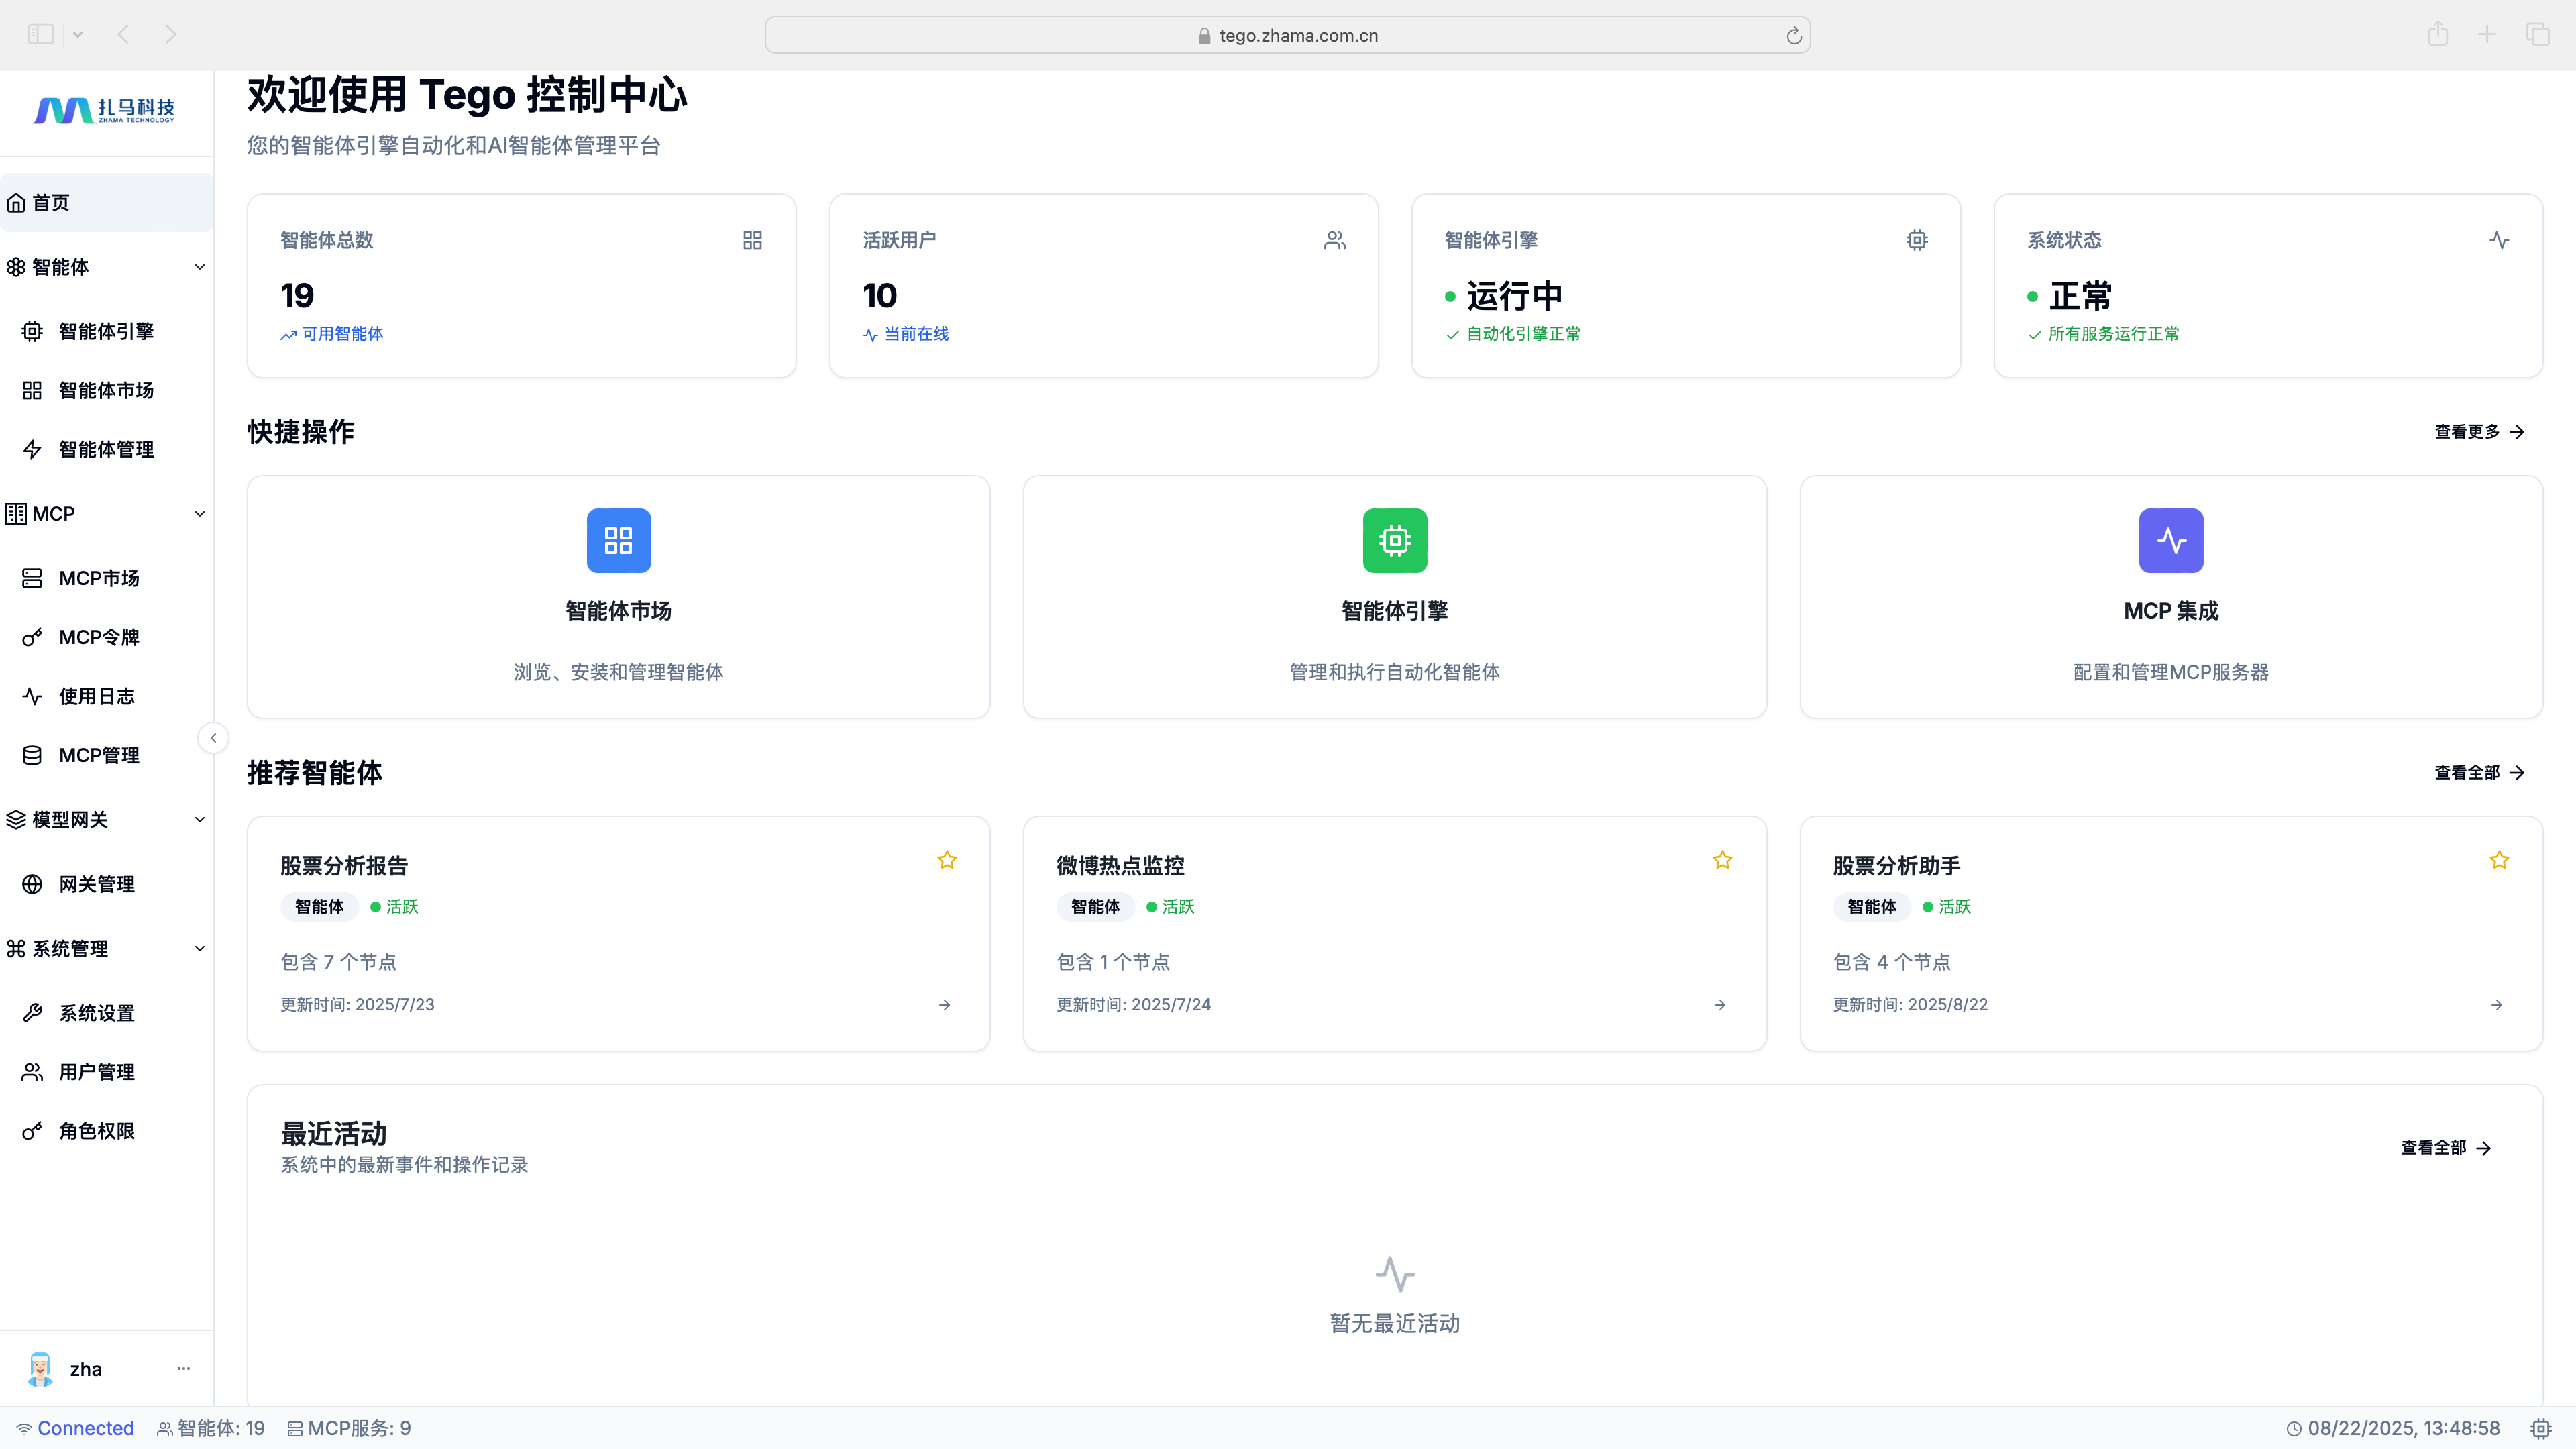 tego.zhama.com.cn
扎马科技
ZHAMA TECHNOLOGY
首页
智能体
智能体引擎
智能体市场
智能体管理
MCP
MCP市场
MCP令牌
使用日志
MCP管理
模型网关
网关管理
系统管理
系统设置
用户管理
角色权限
zha
欢迎使用 Tego 控制中心
您的智能体引擎自动化和AI智能体管理平台
智能体总数
19
可用智能体
活跃用户
10
当前在线
智能体引擎
运行中
自动化引擎正常
系统状态
正常
所有服务运行正常
快捷操作
查看更多
智能体市场
浏览、安装和管理智能体
智能体引擎
管理和执行自动化智能体
MCP 集成
配置和管理MCP服务器
推荐智能体
查看全部
股票分析报告
智能体 活跃
包含 7 个节点
更新时间: 2025/7/23
微博热点监控
智能体 活跃
包含 1 个节点
更新时间: 2025/7/24
股票分析助手
智能体 活跃
包含 4 个节点
更新时间: 2025/8/22
最近活动
系统中的最新事件和操作记录
查看全部
暂无最近活动
Connected 智能体: 19 MCP服务: 9 08/22/2025, 13:48:58